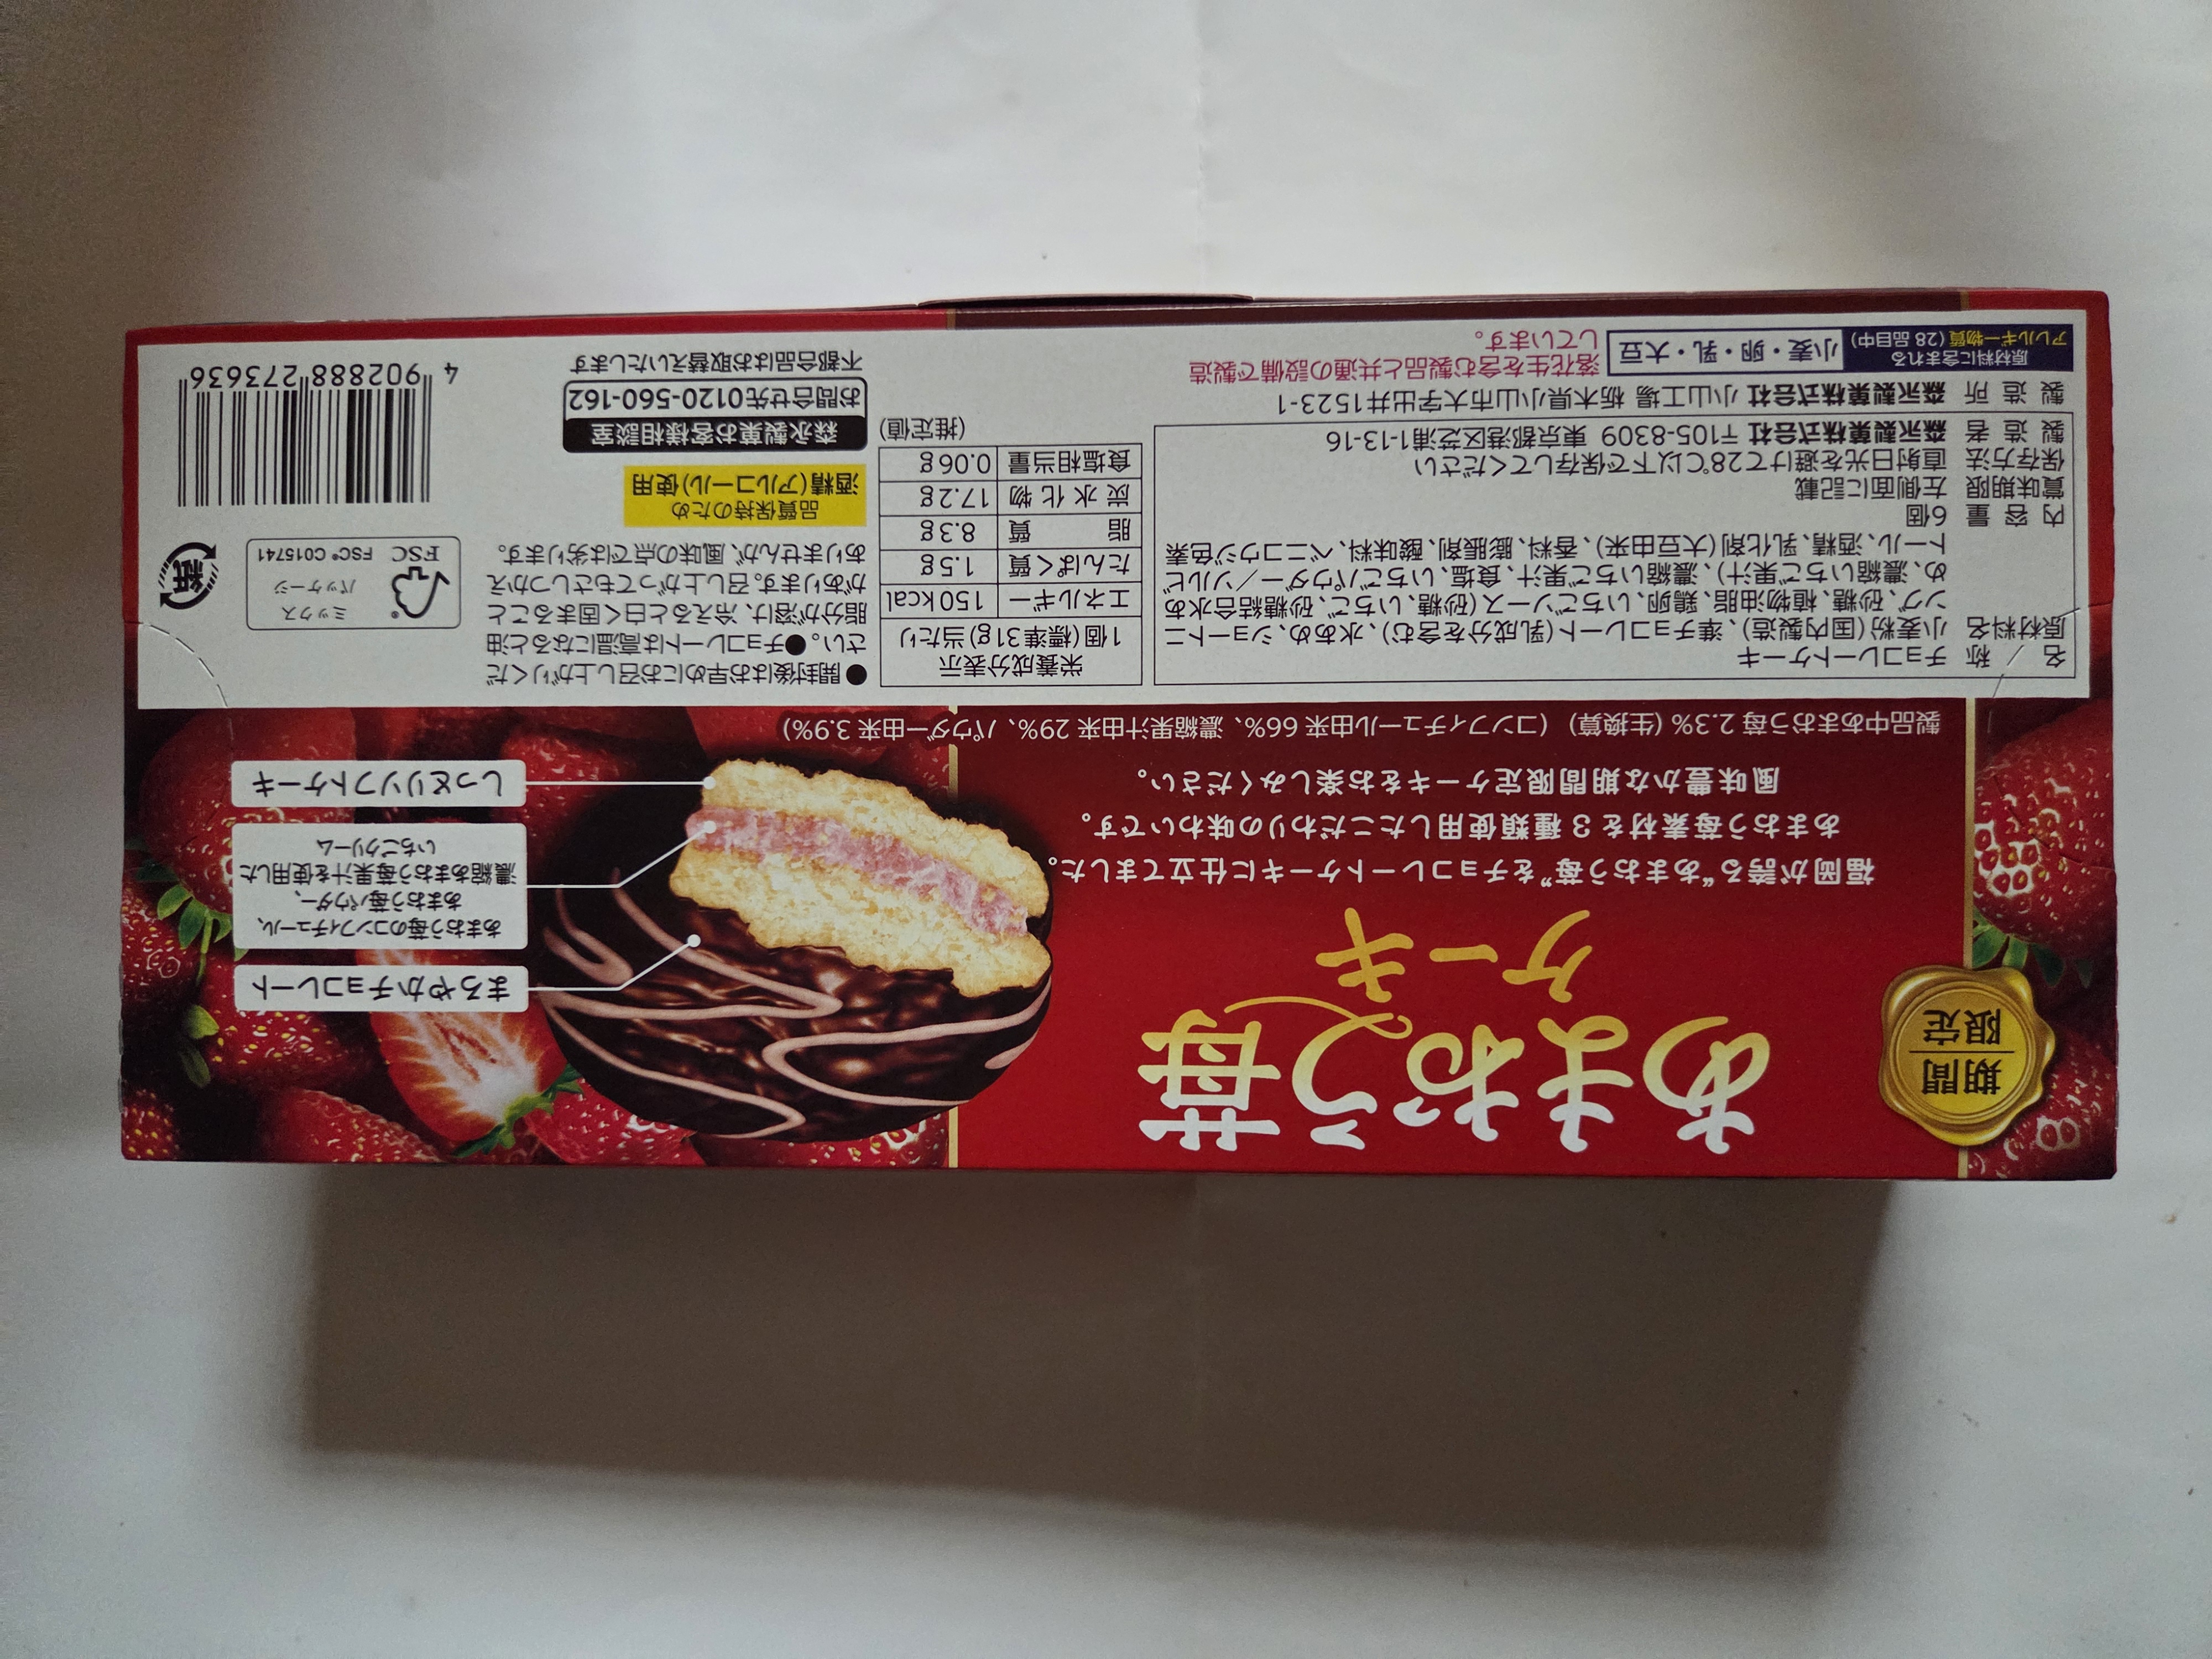 期間
限定
あまおう苺
ケーキ
福岡が誇る“あまおう苺”をチョコレートケーキに仕立てました。
あまおう苺素材を3種類使用したこだわりの味わいです。
風味豊かな期間限定ケーキをお楽しみください。
製品中あまおう苺 2.3% (生換算) (コンフィチュール由来 66%、濃縮果汁由来 29%、パウダー由来 3.9%)
まろやかチョコレート
あまおう苺のコンフィチュール、
あまおう苺パウダー、
濃縮あまおう苺果汁を使用した
いちごクリーム
しっとりソフトケーキ
名称 チョコレートケーキ
原材料名 小麦粉(国内製造)、準チョコレート(乳成分を含む)、水あめ、ショートニ
ング、砂糖、植物油脂、鶏卵、いちごソース(砂糖、いちご、砂糖結合水あ
め、濃縮いちご果汁)、濃縮いちご果汁、食塩、いちごパウダー/ソルビ
トール、酒精、乳化剤(大豆由来)、香料、膨脹剤、酸味料、ベニコウジ色素
内容量 6個
賞味期限 左側面に記載
保存方法 直射日光を避けて28℃以下で保存してください
製造者 森永製菓株式会社 〒105-8309 東京都港区芝浦1-13-16
製造所 森永製菓株式会社 小山工場 栃木県小山市大字出井1523-1
原材料に含まれる
アレルギー物質(28品目中)
小麦・卵・乳・大豆
落花生を含む製品と共通の設備で製造
しています。
栄養成分表示
1個(標準31g)当たり
エネルギー 150kcal
たんぱく質 1.5g
脂質 8.3g
炭水化物 17.2g
食塩相当量 0.06g
(推定値)
●開封後はお早めにお召し上がりくだ
さい。●チョコレートは高温になると油
脂分が溶け、冷えると白く固まること
があります。召し上がってもさしつかえ
ありませんが、風味の点では劣ります。
品質保持のため
酒精(アルコール)使用
森永製菓お客様相談室
お問合せ先0120-560-162
不都合品はお取替えいたします
FSC
ミックス
パッケージ
FSC® C015741
紙
4 902888 273636